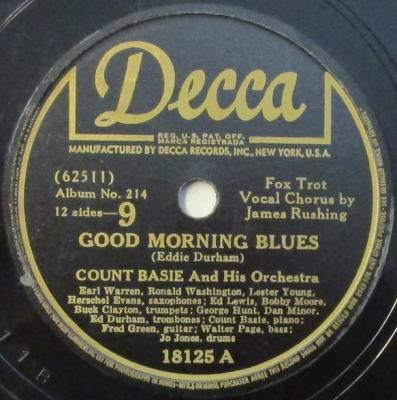 Decca
REG. U.S. PAT. OFF.
MARCA REGISTRADA
MANUFACTURED BY DECCA RECORDS, INC., NEW YORK, U.S.A.
(62511)
Album No. 214
12 sides—9
Fox Trot
Vocal Chorus by
James Rushing
GOOD MORNING BLUES
(Eddie Durham)
COUNT BASIE And His Orchestra
Earl Warren, Ronald Washington, Lester Young,
Herschel Evans, saxophones; Ed Lewis, Bobby Moore,
Buck Clayton, trumpets; George Hunt, Dan Minor,
Ed Durham, trombones; Count Basie, piano;
Fred Green, guitar; Walter Page, bass;
Jo Jones, drums
18125 A